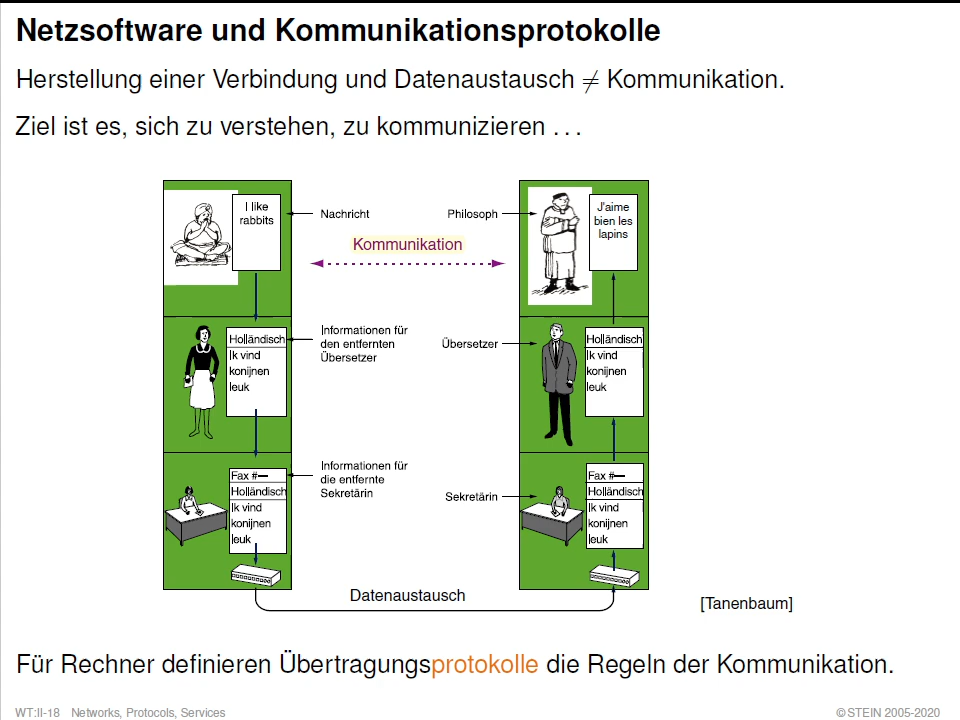 Netzsoftware und Kommunikationsprotokolle
Herstellung einer Verbindung und Datenaustausch ≠ Kommunikation.
Ziel ist es, sich zu verstehen, zu kommunizieren . . .
I like
rabbits
Nachricht
Philosoph
J'aime
bien les
lapins
Kommunikation
Holländisch
Ik vind
konijnen
leuk
Informationen für
den entfernten
Übersetzer
Übersetzer
Holländisch
Ik vind
konijnen
leuk
Fax #—
Holländisch
Ik vind
konijnen
leuk
Informationen für
die entfernte
Sekretärin
Sekretärin
Fax #—
Holländisch
Ik vind
konijnen
leuk
Datenaustausch
[Tanenbaum]
Für Rechner definieren Übertragungsprotokolle die Regeln der Kommunikation.
WT:II-18 Networks, Protocols, Services
©STEIN 2005-2020